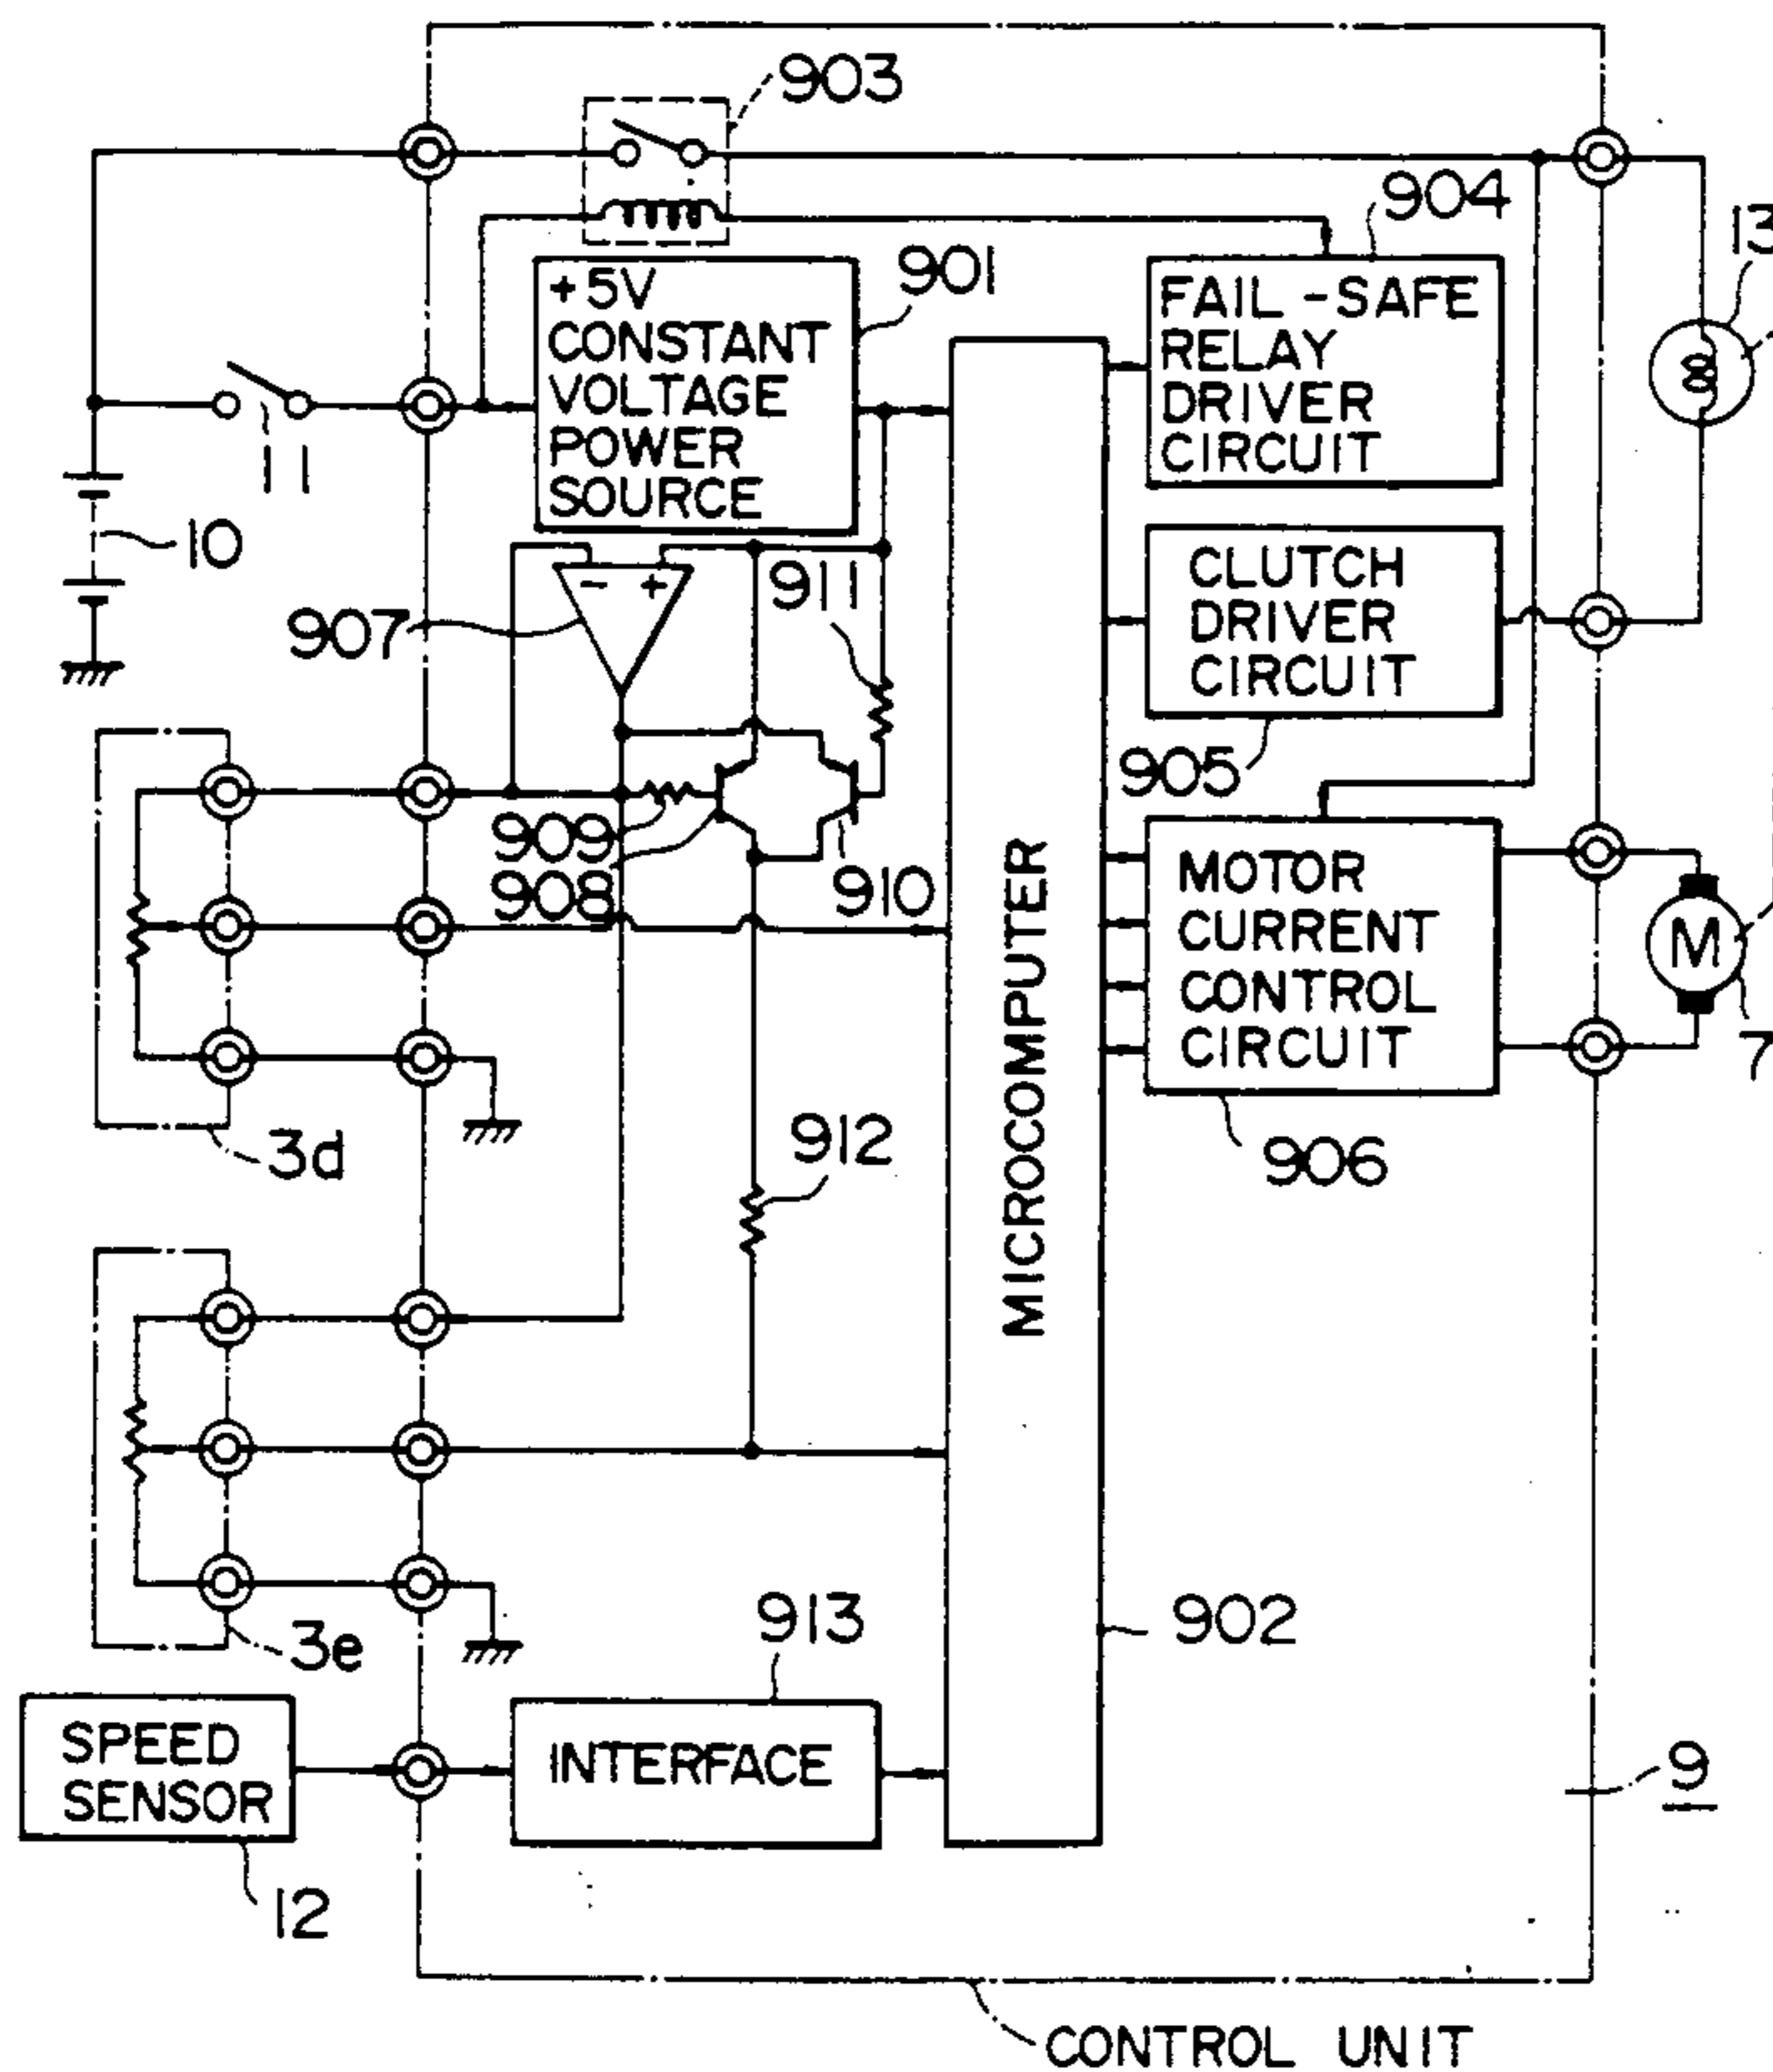 903
904
13
+5V
CONSTANT
VOLTAGE
POWER
SOURCE
901
FAIL-SAFE
RELAY
DRIVER
CIRCUIT
11
10
907
- +
911
CLUTCH
DRIVER
CIRCUIT
905
909
908
910
MOTOR
CURRENT
CONTROL
CIRCUIT
M
7
906
3d
912
MICROCOMPUTER
3e
913
902
SPEED
SENSOR
INTERFACE
9
12
CONTROL UNIT